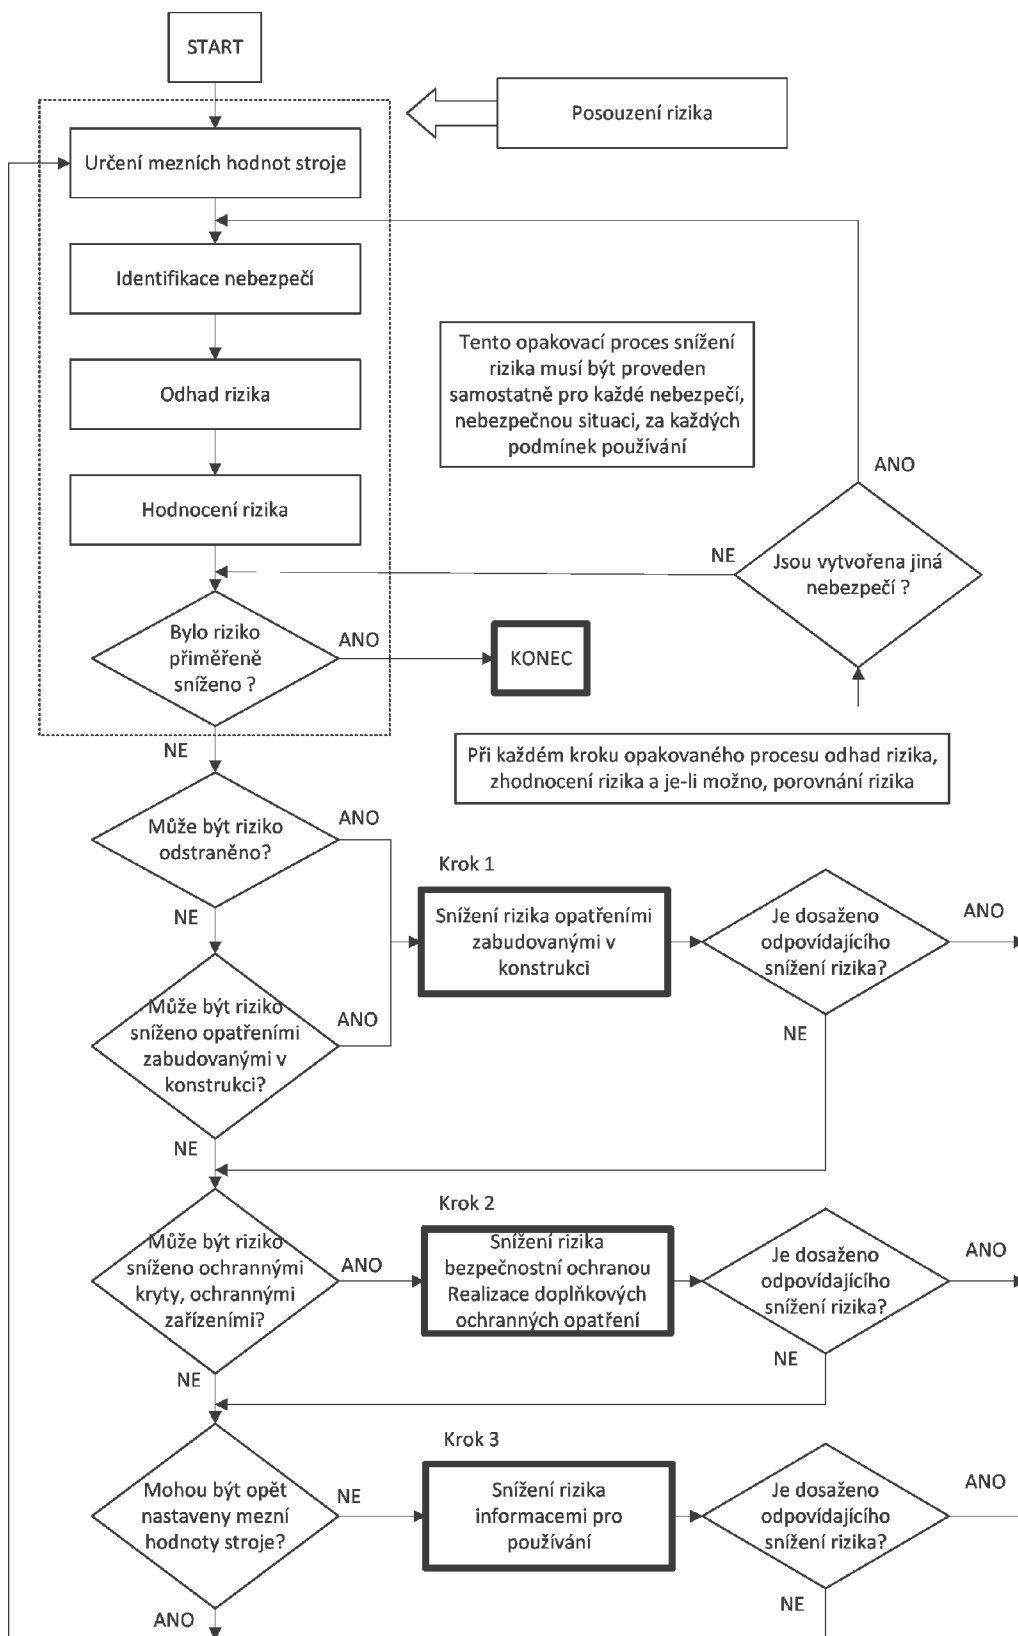 START
Posouzení rizika
Určení mezních hodnot stroje
Identifikace nebezpečí
Tento opakovací proces snížení
rizika musí být proveden
samostatně pro každé nebezpečí,
nebezpečnou situaci, za každých
podmínek používání
Odhad rizika
ANO
Hodnocení rizika
NE
Jsou vytvořena jiná
nebezpečí ?
Bylo riziko
přiměřeně
sníženo ?
ANO
KONEC
NE
Při každém kroku opakovaného procesu odhad rizika,
zhodnocení rizika a je-li možno, porovnání rizika
Může být riziko
odstraněno?
ANO
NE
Krok 1
Snížení rizika opatřeními
zabudovanými v
konstrukci
Je dosaženo
odpovídajícího
snížení rizika?
ANO
NE
Může být riziko
sníženo opatřeními
zabudovanými v
konstrukci?
ANO
NE
Krok 2
Může být riziko
sníženo ochrannými
kryty, ochrannými
zařízeními?
ANO
Snížení rizika
bezpečnostní ochranou
Realizace doplňkových
ochranných opatření
Je dosaženo
odpovídajícího
snížení rizika?
ANO
NE
NE
Krok 3
Mohou být opět
nastaveny mezní
hodnoty stroje?
NE
Snížení rizika
informacemi pro
používání
Je dosaženo
odpovídajícího
snížení rizika?
ANO
NE
ANO